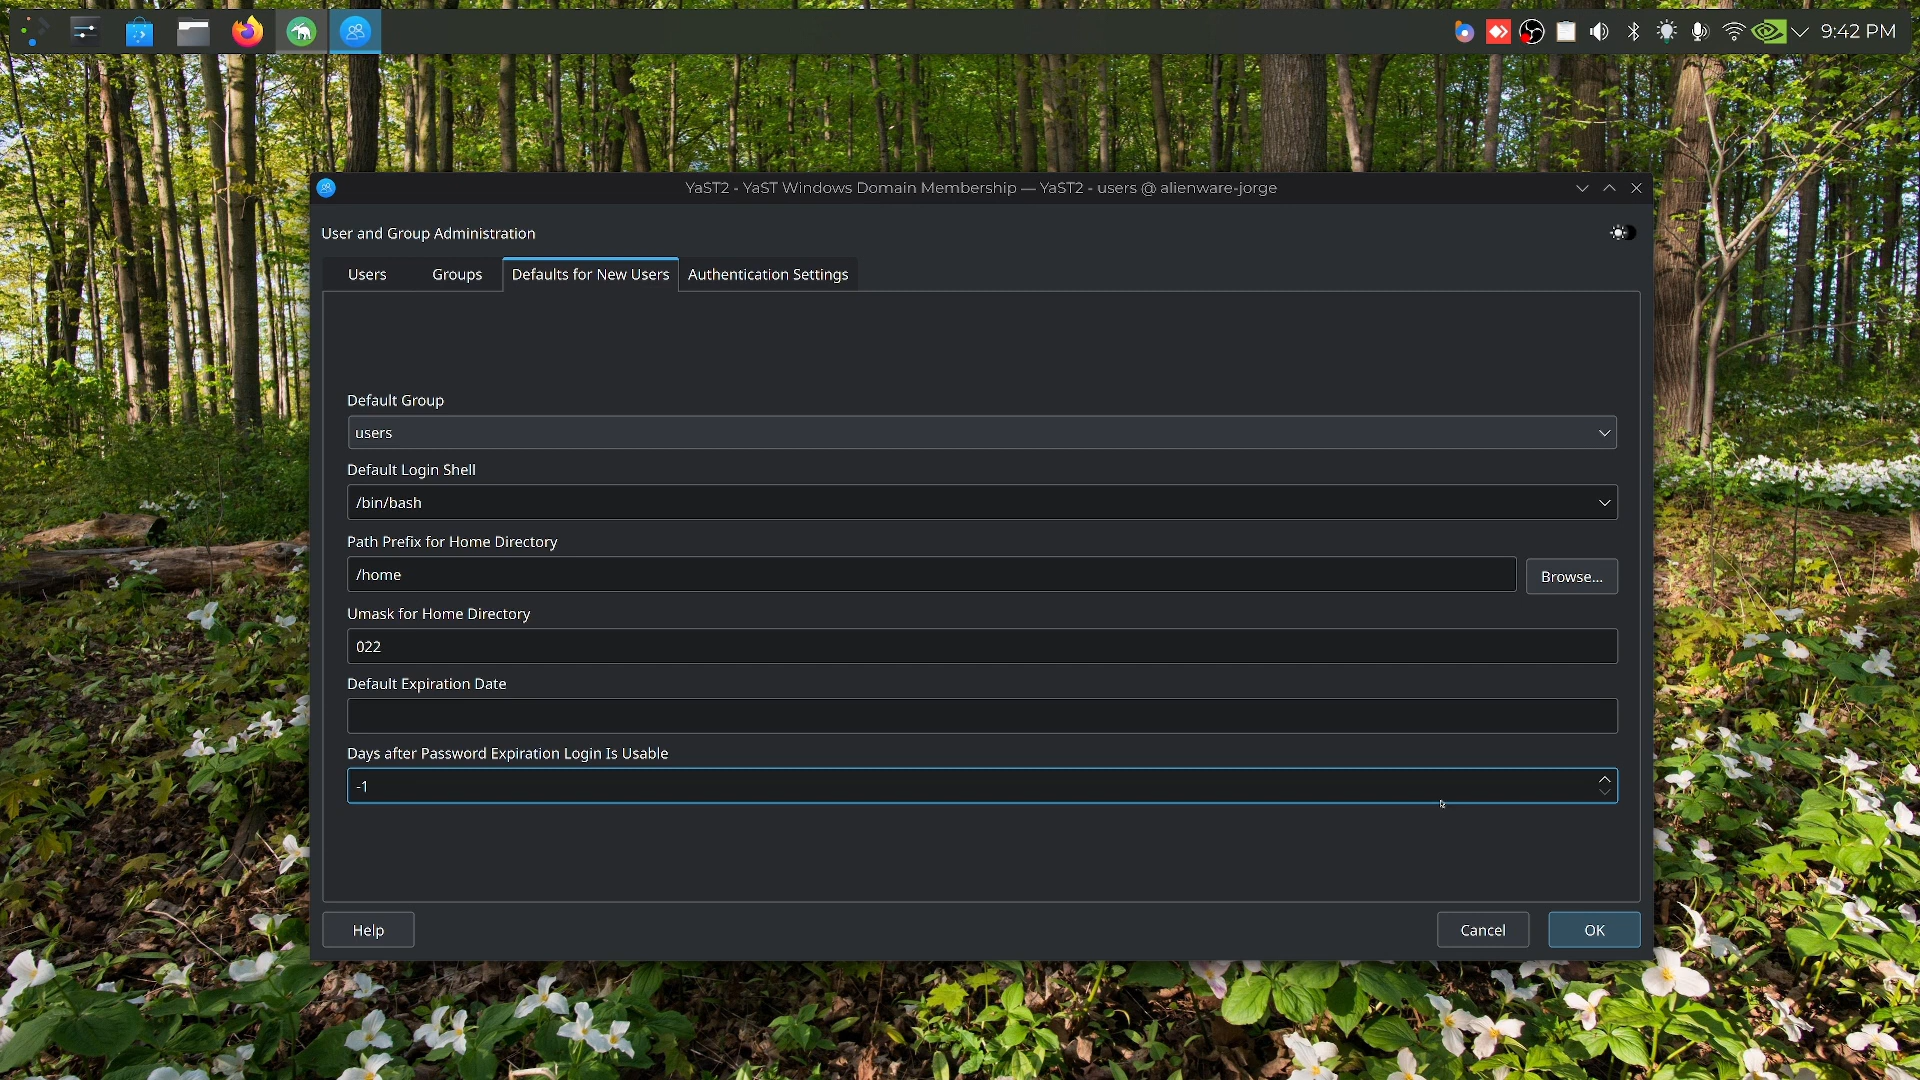 9:42 PM
YaST2 - YaST Windows Domain Membership — YaST2 - users @ alienware-jorge
User and Group Administration
Users Groups Defaults for New Users Authentication Settings
Default Group
users
Default Login Shell
/bin/bash
Path Prefix for Home Directory
/home Browse...
Umask for Home Directory
022
Default Expiration Date
Days after Password Expiration Login Is Usable
-1
Help Cancel OK